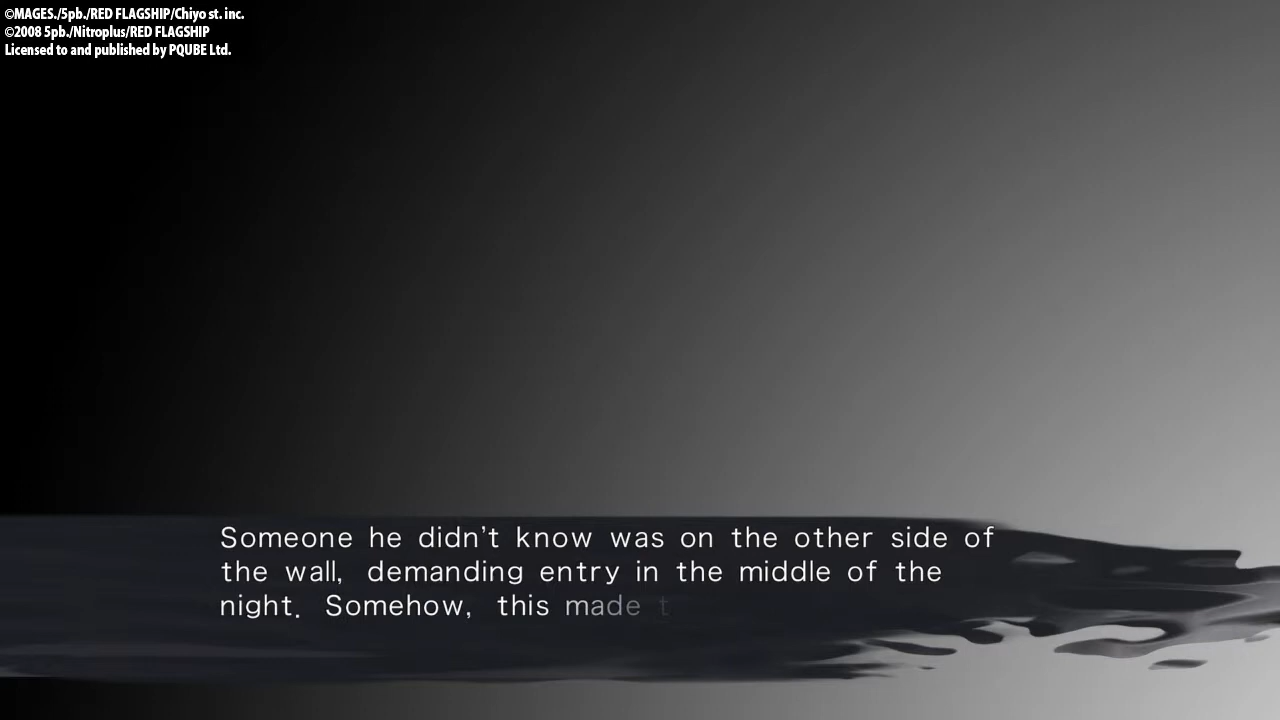 ©MAGES./5pb./RED FLAGSHIP/Chiyo st. inc.
©2008 5pb./Nitroplus/RED FLAGSHIP
Licensed to and published by PQUBE Ltd.
Someone he didn't know was on the other side of
the wall, demanding entry in the middle of the
night. Somehow, this made t